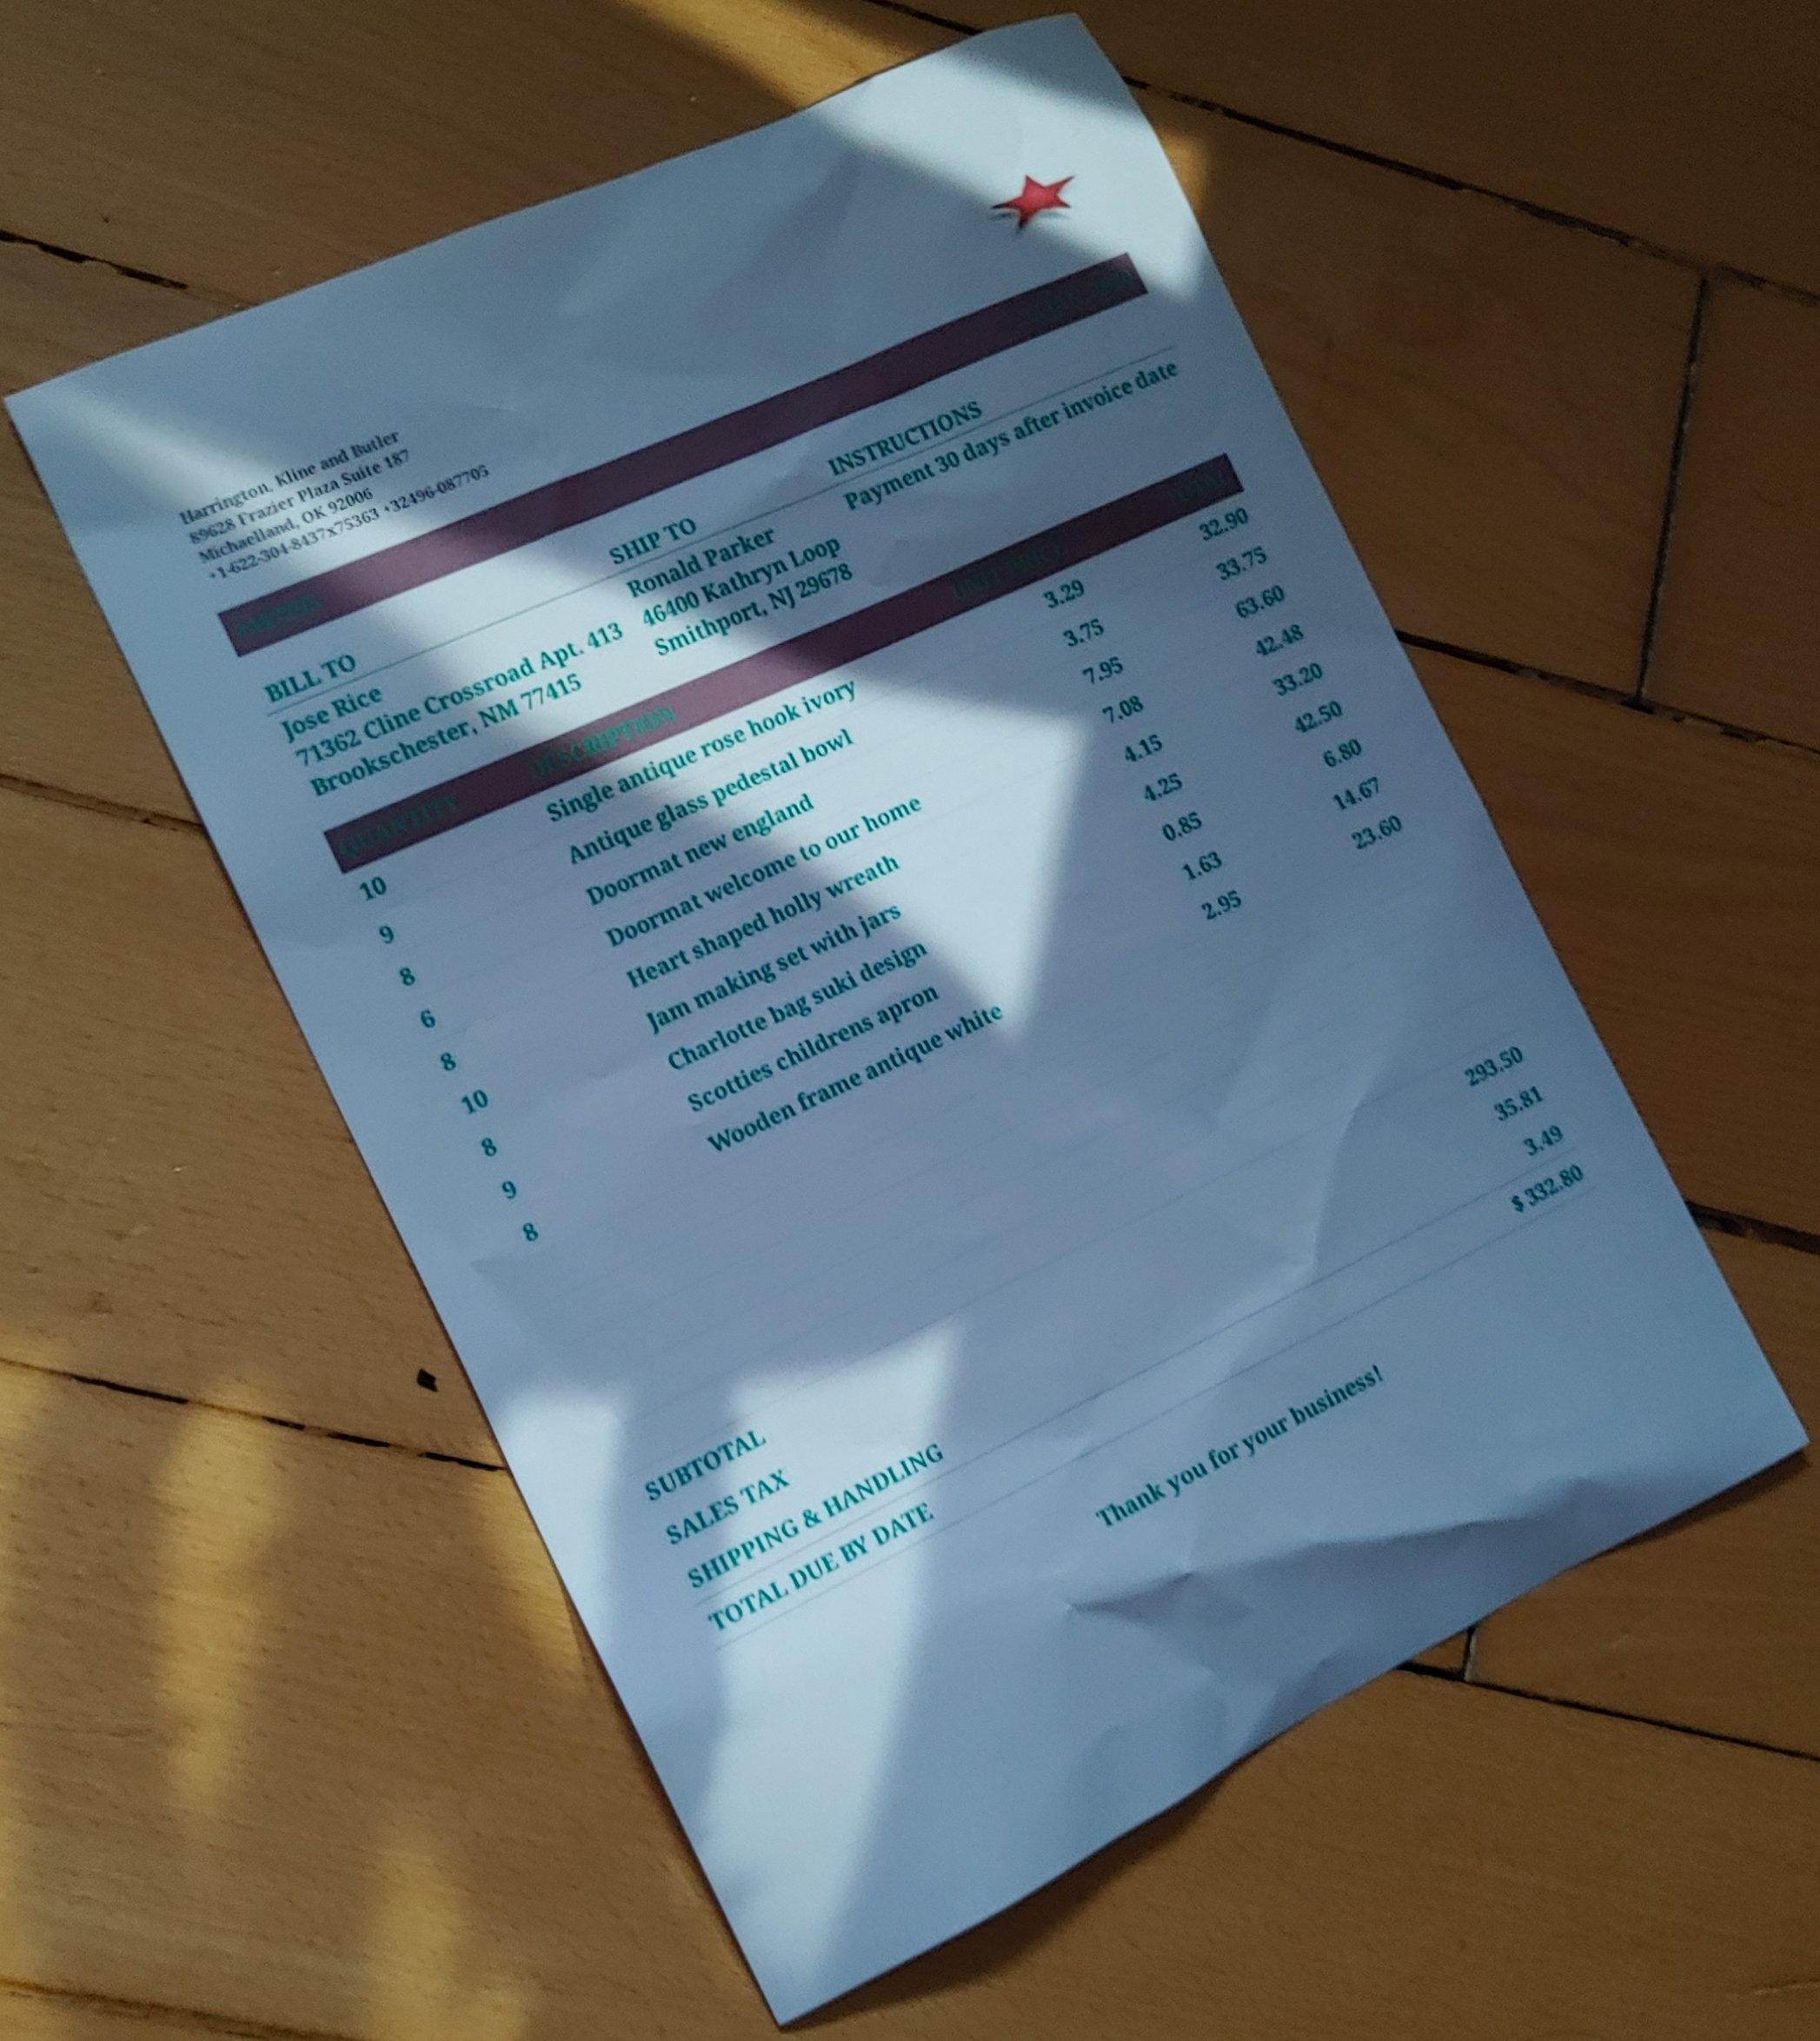 Harrington, Kline and Butler
89628 Frazier Plaza Suite 187
Michaelland, OK 92006
+1-622-304-8437x75363 +32496-087705
BILL TO
Jose Rice
71362 Cline Crossroad Apt. 413
Brookschester, NM 77415
SHIP TO
Ronald Parker
46400 Kathryn Loop
Smithport, NJ 29678
INSTRUCTIONS
Payment 30 days after invoice date
QUANTITY DESCRIPTION UNIT PRICE TOTAL
10 Single antique rose hook ivory 3.29 32.90
9 Antique glass pedestal bowl 3.75 33.75
8 Doormat new england 7.95 63.60
6 Doormat welcome to our home 7.08 42.48
8 Heart shaped holly wreath 4.15 33.20
10 Jam making set with jars 4.25 42.50
8 Charlotte bag suki design 0.85 6.80
9 Scotties childrens apron 1.63 14.67
8 Wooden frame antique white 2.95 23.60
SUBTOTAL 293.50
SALES TAX 35.81
SHIPPING & HANDLING 3.49
TOTAL DUE BY DATE $ 332.80
Thank you for your business!